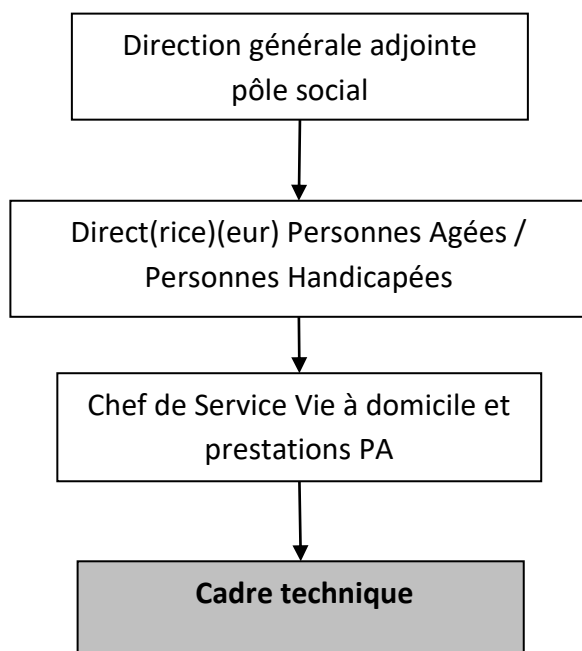 Direction générale adjointe
pôle social
Direct(rice)(eur) Personnes Agées /
Personnes Handicapées
Chef de Service Vie à domicile et
prestations PA
Cadre technique